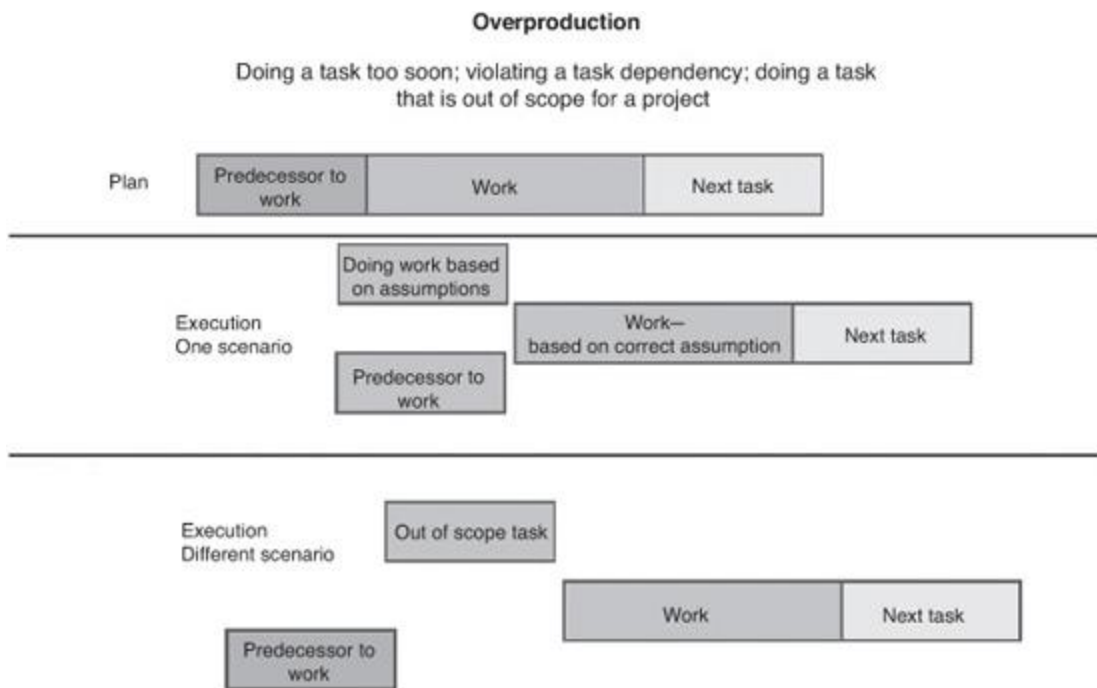 Overproduction
Doing a task too soon; violating a task dependency; doing a task
that is out of scope for a project
Plan
Predecessor to
work
Work
Next task
Doing work based
on assumptions
Execution
One scenario
Work—
based on correct assumption
Next task
Predecessor to
work
Execution
Different scenario
Out of scope task
Work
Next task
Predecessor to
work